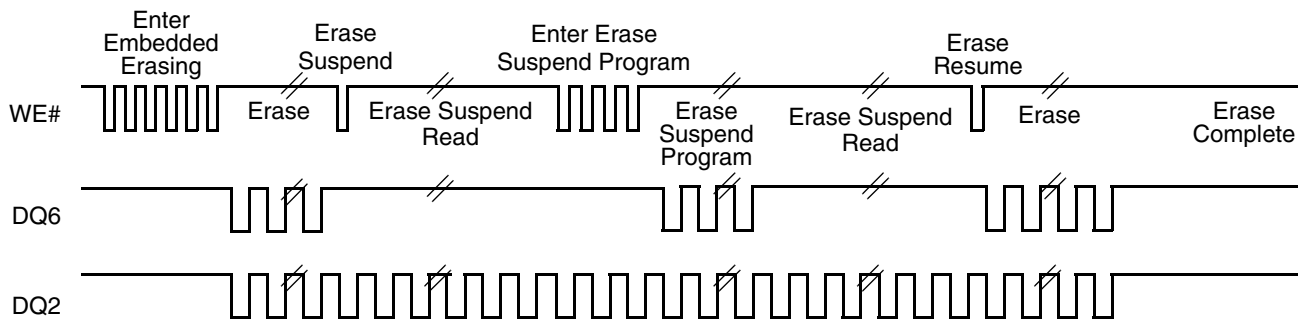 Enter
Embedded
Erasing
Erase
Suspend
Enter Erase
Suspend Program
Erase
Resume
WE#
Erase
Erase Suspend
Read
Erase
Suspend
Program
Erase Suspend
Read
Erase
Erase
Complete
DQ6
DQ2